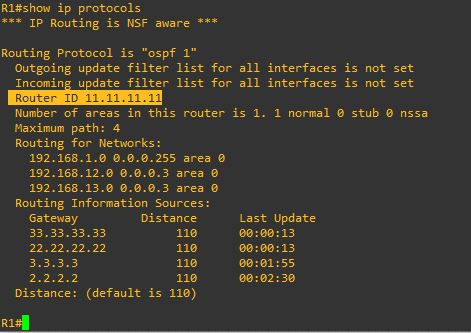 R1#show ip protocols
*** IP Routing is NSF aware ***
Routing Protocol is "ospf 1"
Outgoing update filter list for all interfaces is not set
Incoming update filter list for all interfaces is not set
Router ID 11.11.11.11
Number of areas in this router is 1. 1 normal 0 stub 0 nssa
Maximum path: 4
Routing for Networks:
192.168.1.0 0.0.0.255 area 0
192.168.12.0 0.0.0.3 area 0
192.168.13.0 0.0.0.3 area 0
Routing Information Sources:
Gateway Distance Last Update
33.33.33.33 110 00:00:13
22.22.22.22 110 00:00:13
3.3.3.3 110 00:01:55
2.2.2.2 110 00:02:30
Distance: (default is 110)
R1#